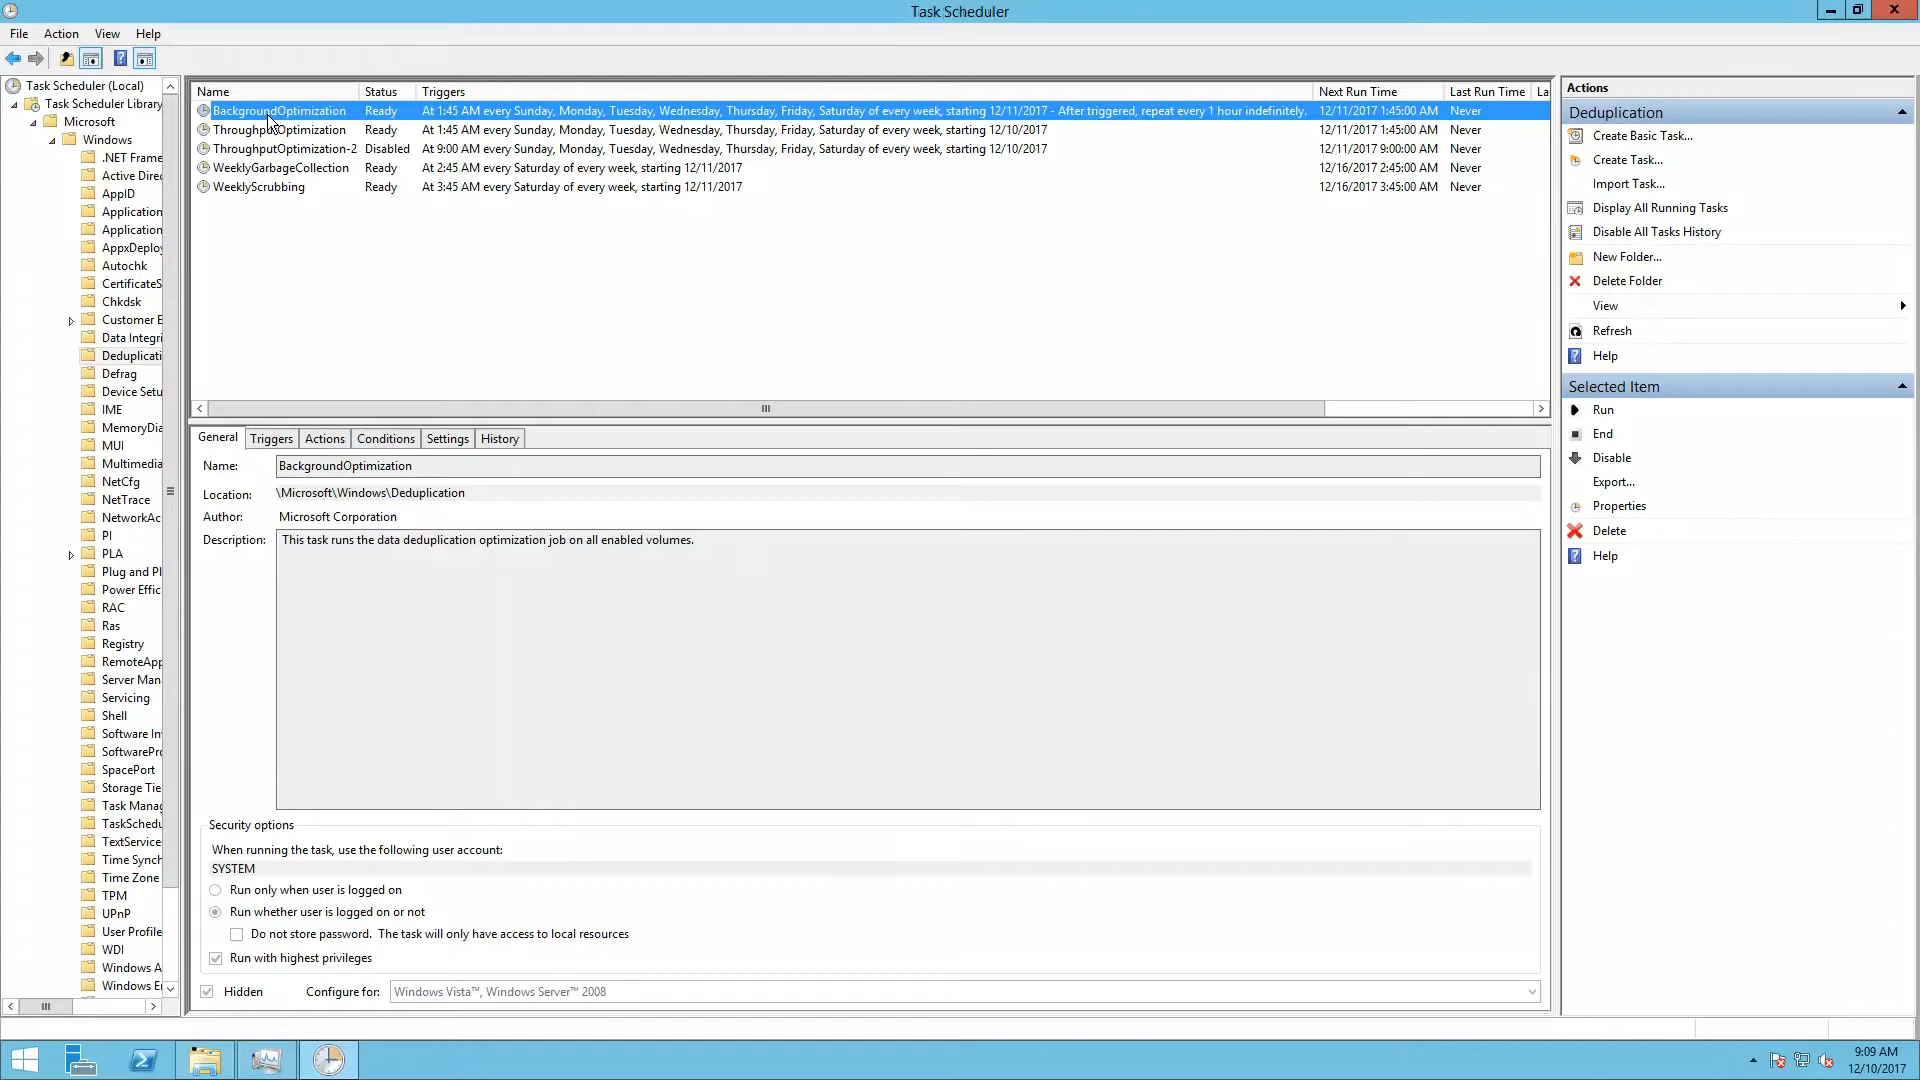 Task Scheduler
File Action View Help
Task Scheduler (Local)
Task Scheduler Library
Microsoft
Windows
.NET Frame
Active Direc
AppID
Application
Application
AppxDeploy
Autochk
CertificateS
Chkdsk
Customer E
Data Integri
Deduplicati
Defrag
Device Setu
IME
MemoryDia
MUI
Multimedia
NetCfg
NetTrace
NetworkAc
PI
PLA
Plug and Pl
Power Effic
RAC
Ras
Registry
RemoteApp
Server Man
Servicing
Shell
Software In
SoftwarePro
SpacePort
Storage Tie
Task Manag
TaskSchedu
TextService
Time Synch
Time Zone
TPM
UPnP
User Profile
WDI
Windows A
Windows Er
Name Status Triggers Next Run Time Last Run Time La
BackgroundOptimization Ready At 1:45 AM every Sunday, Monday, Tuesday, Wednesday, Thursday, Friday, Saturday of every week, starting 12/11/2017 - After triggered, repeat every 1 hour indefinitely. 12/11/2017 1:45:00 AM Never
ThroughputOptimization Ready At 1:45 AM every Sunday, Monday, Tuesday, Wednesday, Thursday, Friday, Saturday of every week, starting 12/10/2017 12/11/2017 1:45:00 AM Never
ThroughputOptimization-2 Disabled At 9:00 AM every Sunday, Monday, Tuesday, Wednesday, Thursday, Friday, Saturday of every week, starting 12/10/2017 12/11/2017 9:00:00 AM Never
WeeklyGarbageCollection Ready At 2:45 AM every Saturday of every week, starting 12/11/2017 12/16/2017 2:45:00 AM Never
WeeklyScrubbing Ready At 3:45 AM every Saturday of every week, starting 12/11/2017 12/16/2017 3:45:00 AM Never
General Triggers Actions Conditions Settings History
Name: BackgroundOptimization
Location: \Microsoft\Windows\Deduplication
Author: Microsoft Corporation
Description: This task runs the data deduplication optimization job on all enabled volumes.
Security options
When running the task, use the following user account:
SYSTEM
Run only when user is logged on
Run whether user is logged on or not
Do not store password. The task will only have access to local resources
Run with highest privileges
Hidden Configure for: Windows Vista™, Windows Server™ 2008
Actions
Deduplication
Create Basic Task...
Create Task...
Import Task...
Display All Running Tasks
Disable All Tasks History
New Folder...
Delete Folder
View
Refresh
Help
Selected Item
Run
End
Disable
Export...
Properties
Delete
Help
9:09 AM
12/10/2017